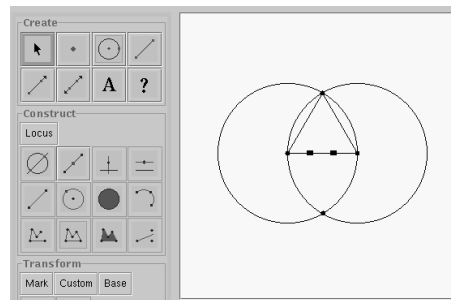 Create
A ?
Construct
Locus
Transform
Mark Custom Base